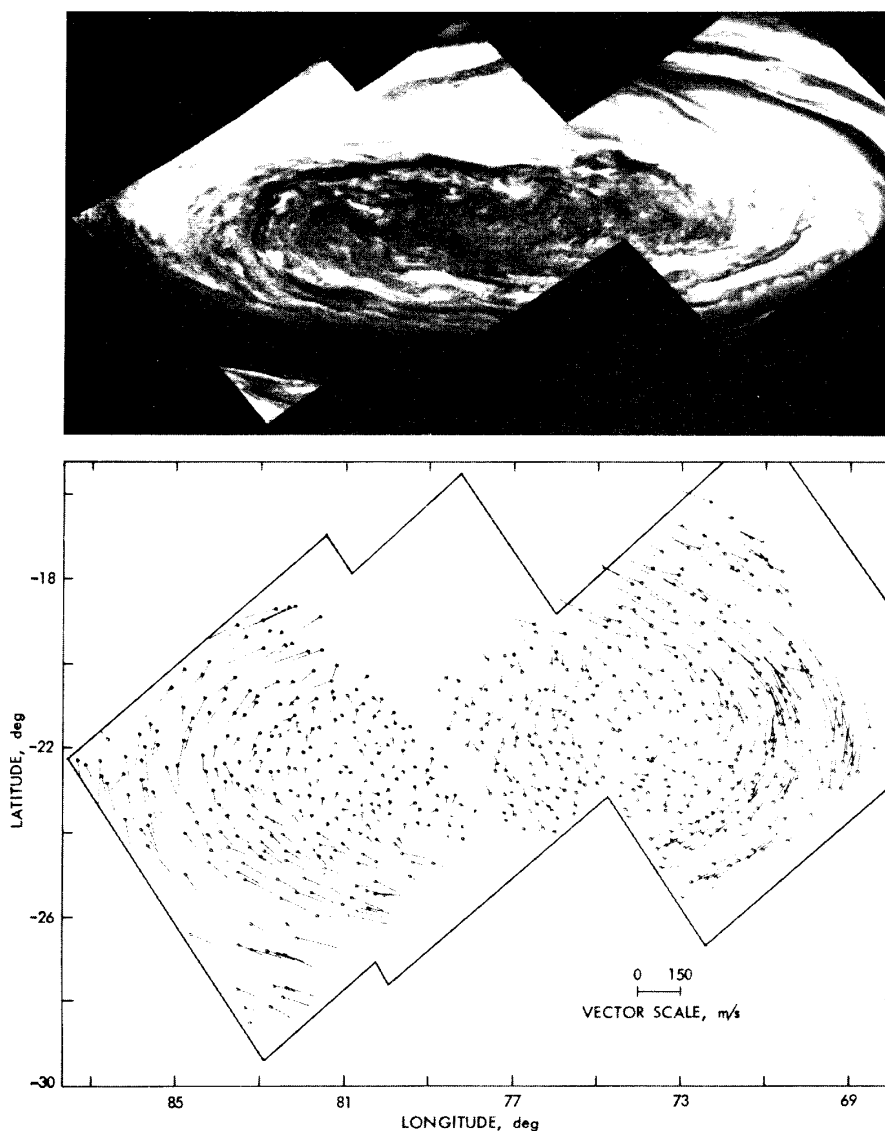 -18
-22
-26
-30
LATITUDE, deg
0 150
VECTOR SCALE, m/s
85 81 77 73 69
LONGITUDE, deg